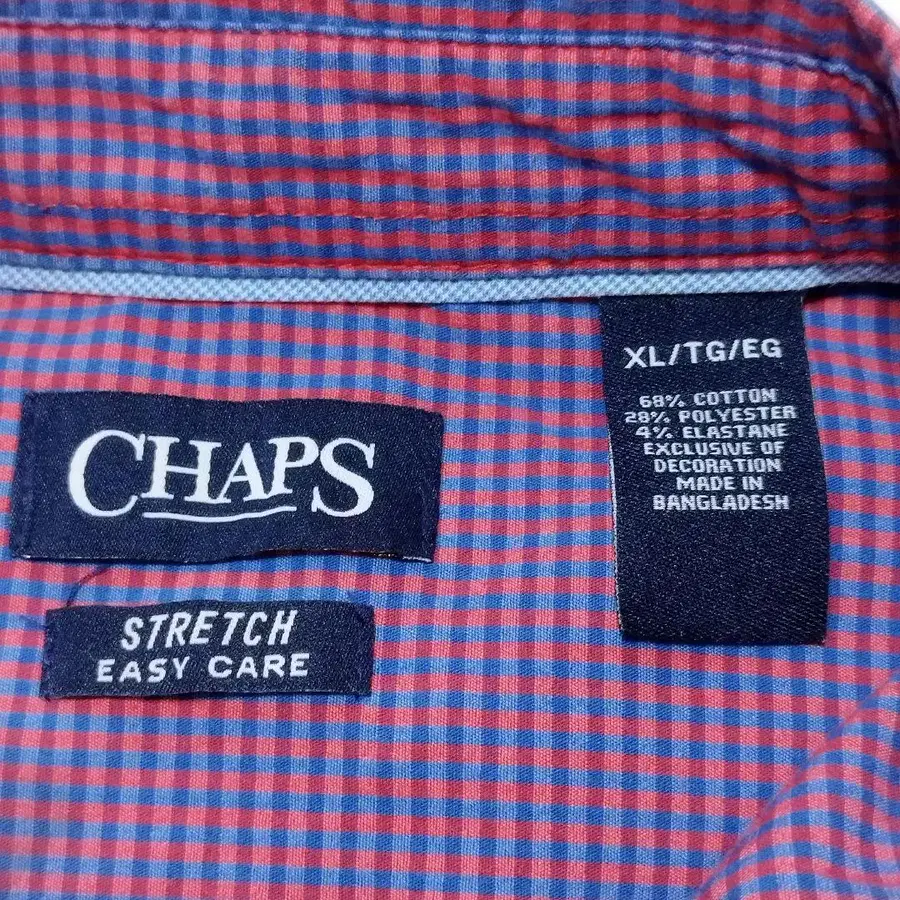 CHAPS
STRETCH
EASY CARE
XL/TG/EG
68% COTTON
28% POLYESTER
4% ELASTANE
EXCLUSIVE OF
DECORATION
MADE IN
BANGLADESH